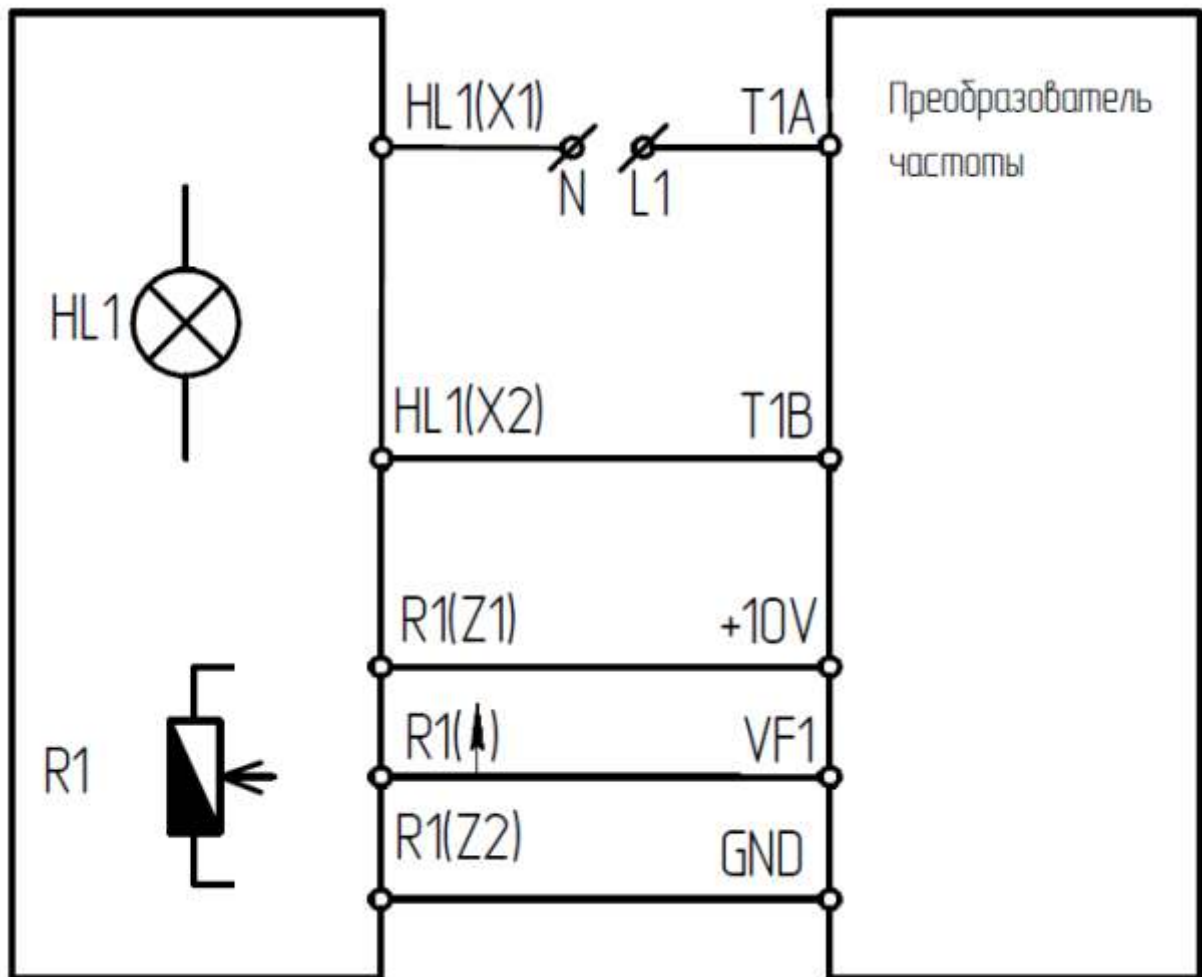 HL1(X1)
T1A
Преобразователь
частоты
N
L1
HL1
HL1(X2)
T1B
R1(Z1)
+10V
R1( )
VF1
R1
R1(Z2)
GND